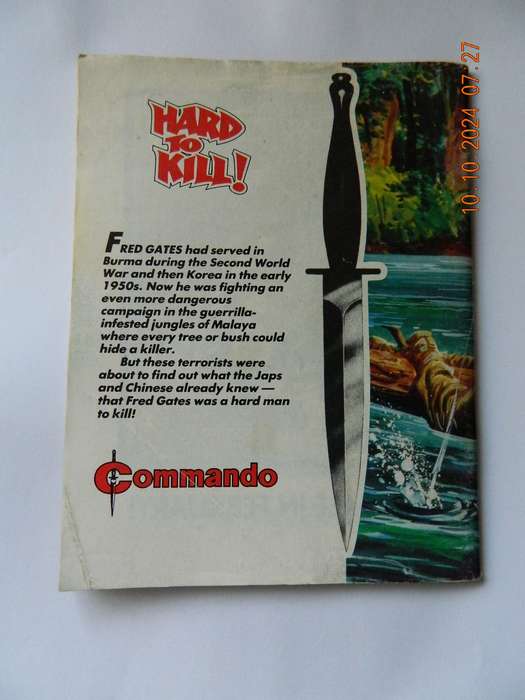 HARD
TO
KILL!
FRED GATES had served in
Burma during the Second World
War and then Korea in the early
1950s. Now he was fighting an
even more dangerous
campaign in the guerrilla-
infested jungles of Malaya
where every tree or bush could
hide a killer.
But these terrorists were
about to find out what the Japs
and Chinese already knew —
that Fred Gates was a hard man
to kill!
Commando
10.10 2024 07.27